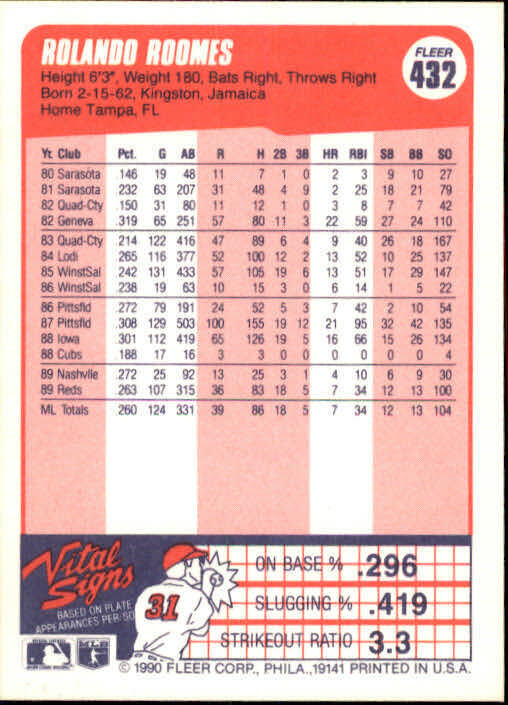 ROLANDO ROOMES
FLEER
432
Height 6'3", Weight 180, Bats Right, Throws Right
Born 2-15-62, Kingston, Jamaica
Home Tampa, FL
Yr. Club Pct. G AB R H 2B 3B HR RBI SB BB SO
80 Sarasota .146 19 48 11 7 1 0 2 3 9 10 27
81 Sarasota .232 63 207 31 48 4 9 2 25 18 21 79
82 Quad-Cty .150 31 80 11 12 1 0 3 8 7 7 42
82 Geneva .319 65 251 57 80 11 3 22 59 27 24 110
83 Quad-Cty .214 122 416 47 89 6 4 9 40 26 18 167
84 Lodi .265 116 377 52 100 12 2 13 52 10 25 137
85 WinstSal .242 131 433 57 105 19 6 13 51 17 29 147
86 WinstSal .238 19 63 10 15 3 0 6 14 1 5 22
86 Pittsfld .272 79 191 24 52 5 3 7 42 2 10 54
87 Pittsfld .308 129 503 100 155 19 12 21 95 32 42 135
88 Iowa .301 112 419 65 126 19 5 16 66 15 26 134
88 Cubs .188 17 16 3 3 0 0 0 0 0 0 4
89 Nashville .272 25 92 13 25 3 1 4 10 6 9 30
89 Reds .263 107 315 36 83 18 5 7 34 12 13 100
ML Totals .260 124 331 39 86 18 5 7 34 12 13 104
Vital
Signs
BASED ON PLATE
APPEARANCES PER/SO
31
ON BASE % .296
SLUGGING % .419
STRIKEOUT RATIO 3.3
© 1990 FLEER CORP., PHILA., 19141 PRINTED IN U.S.A.